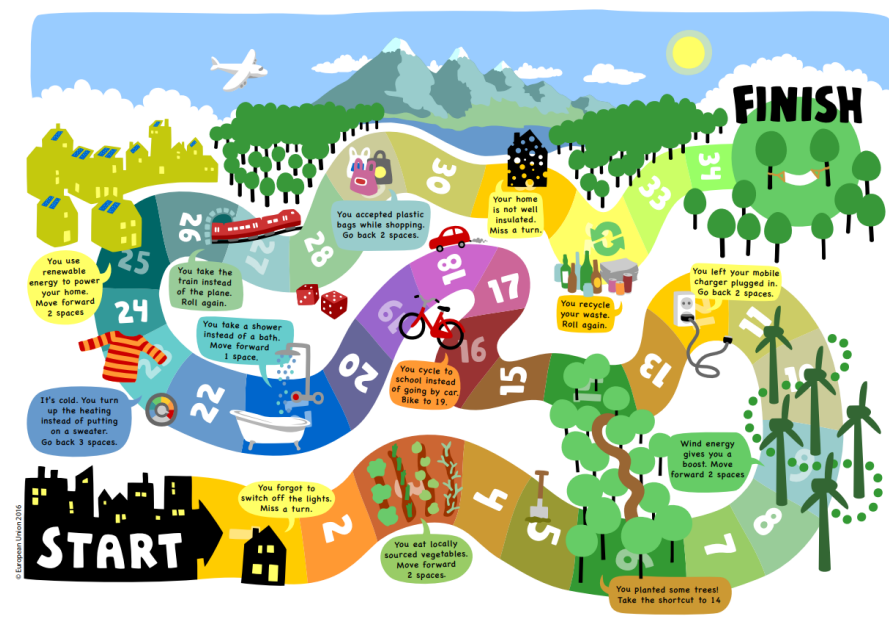 FINISH
30
33
34
You accepted plastic
bags while shopping.
Go back 2 spaces.
Your home
is not well
insulated.
Miss a turn.
26
27
28
25
You use
renewable
energy to power
your home.
Move forward
2 spaces
You take the
train instead
of the plane.
Roll again.
18
17
You left your mobile
charger plugged in.
Go back 2 spaces.
You recycle
your waste.
Roll again.
24
23
You take a shower
instead of a bath.
Move forward
1 space.
19
16
11
20
15
13
You cycle to
school instead
of going by car.
Bike to 19.
10
It's cold. You turn
up the heating
instead of putting
on a sweater.
Go back 3 spaces.
22
Wind energy
gives you a
boost. Move
forward 2 spaces
9
START
You forgot to
switch off the lights.
Miss a turn.
2
3
4
5
6
7
8
You eat locally
sourced vegetables.
Move forward
2 spaces.
You planted some trees!
Take the shortcut to 14
© European Union 2016